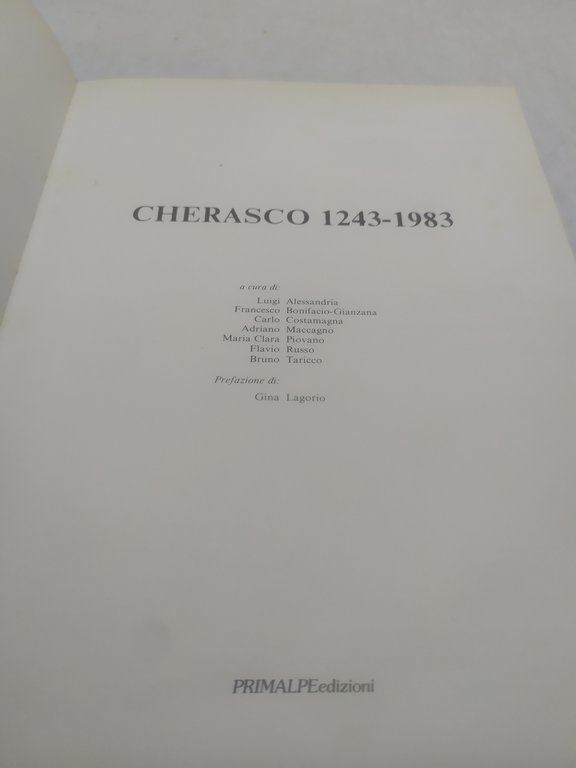 CHERASCO 1243-1983
a cura di:
Luigi Alessandria
Francesco Bonifacio-Gianzana
Carlo Costamagna
Adriano Maccagno
Maria Clara Piovano
Flavio Russo
Bruno Taricco
Prefazione di:
Gina Lagorio
PRIMALPEedizioni